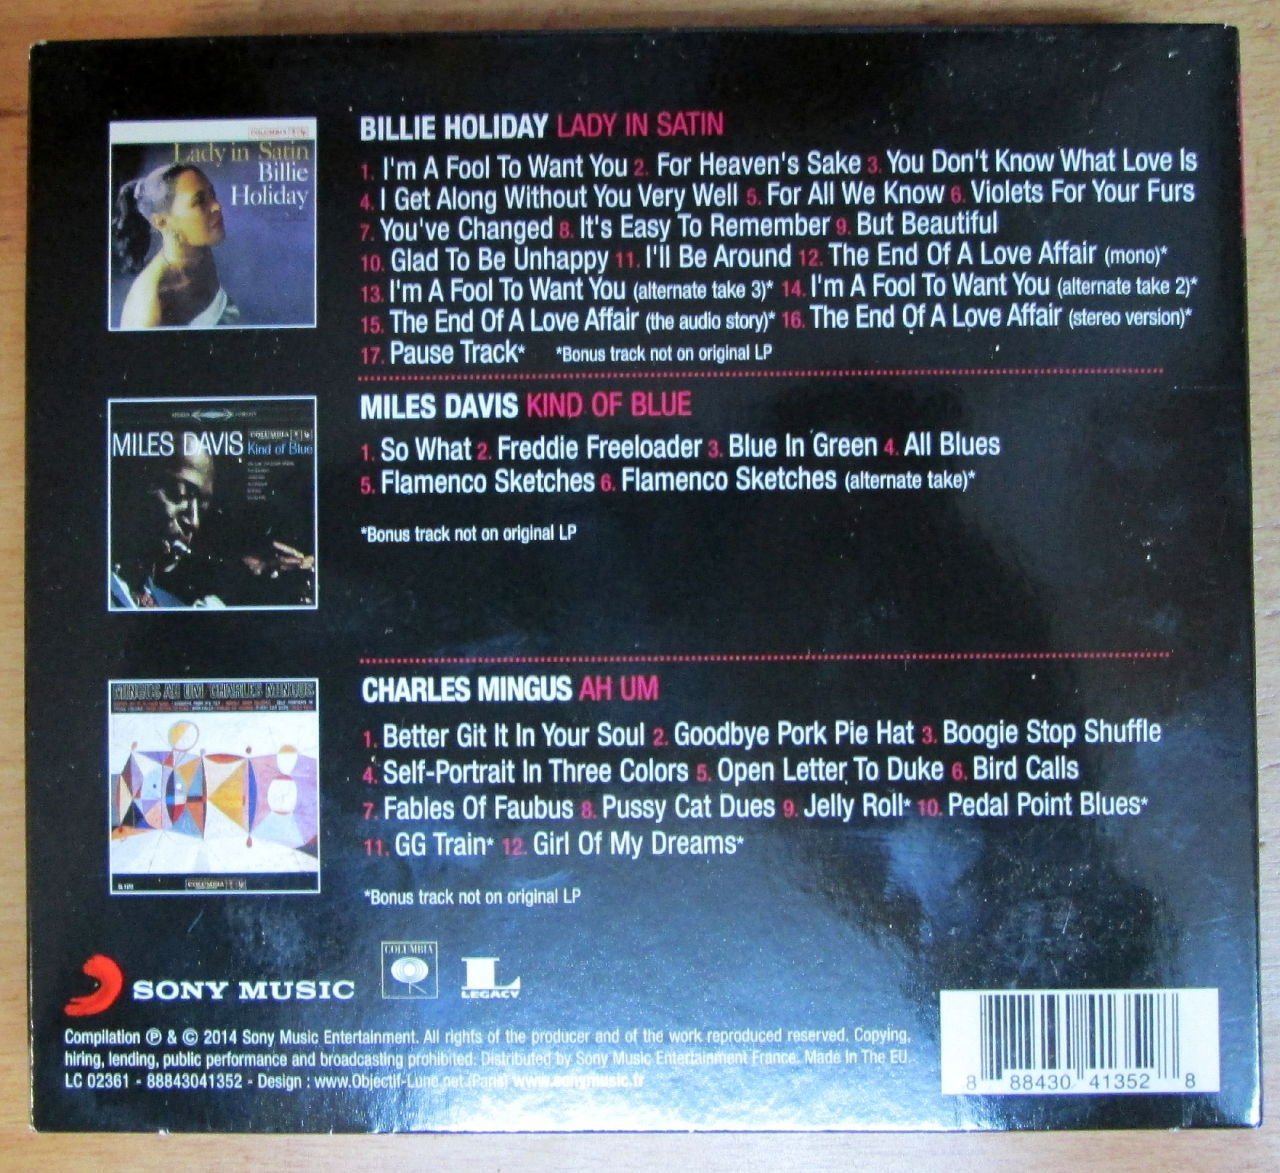 BILLIE HOLIDAY LADY IN SATIN
1. I'm A Fool To Want You 2. For Heaven's Sake 3. You Don't Know What Love Is
4. I Get Along Without You Very Well 5. For All We Know 6. Violets For Your Furs
7. You've Changed 8. It's Easy To Remember 9. But Beautiful
10. Glad To Be Unhappy 11. I'll Be Around 12. The End Of A Love Affair (mono)*
13. I'm A Fool To Want You (alternate take 3)* 14. I'm A Fool To Want You (alternate take 2)*
15. The End Of A Love Affair (the audio story)* 16. The End Of A Love Affair (stereo version)*
17. Pause Track* *Bonus track not on original LP
COLUMBIA
Lady in Satin
Billie
Holiday
MILES DAVIS KIND OF BLUE
1. So What 2. Freddie Freeloader 3. Blue In Green 4. All Blues
5. Flamenco Sketches 6. Flamenco Sketches (alternate take)*
*Bonus track not on original LP
MILES DAVIS
COLUMBIA
Kind of Blue
CHARLES MINGUS AH UM
1. Better Git It In Your Soul 2. Goodbye Pork Pie Hat 3. Boogie Stop Shuffle
4. Self-Portrait In Three Colors 5. Open Letter To Duke 6. Bird Calls
7. Fables Of Faubus 8. Pussy Cat Dues 9. Jelly Roll* 10. Pedal Point Blues*
11. GG Train* 12. Girl Of My Dreams*
*Bonus track not on original LP
MINGUS AH UM CHARLES MINGUS
COLUMBIA
SONY MUSIC
COLUMBIA
L
LEGACY
Compilation ℗ & © 2014 Sony Music Entertainment. All rights of the producer and of the work reproduced reserved. Copying,
hiring, lending, public performance and broadcasting prohibited. Distributed by Sony Music Entertainment France. Made In The EU.
LC 02361 - 88843041352 - Design : www.Objectif-Lune.net (Paris) www.sonymusic.fr
8 88430 41352 8